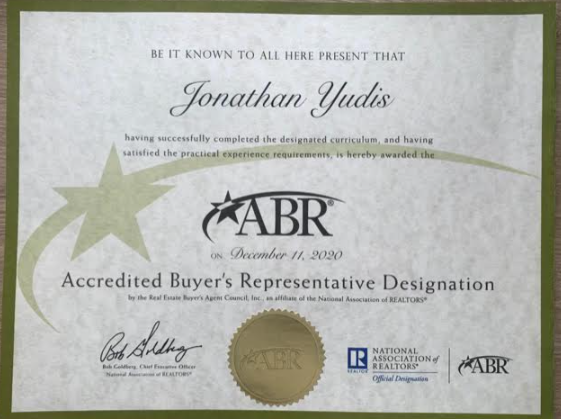 BE IT KNOWN TO ALL HERE PRESENT THAT
Jonathan Yudis
having successfully completed the designated curriculum, and having
satisfied the practical experience requirements, is hereby awarded the
ABR®
ON December 11, 2020
Accredited Buyer's Representative Designation
by the Real Estate Buyer's Agent Council, Inc., an affiliate of the National Association of REALTORS®
Bob Goldberg
Bob Goldberg, Chief Executive Officer
National Association of REALTORS®
ABR
R
REALTOR®
NATIONAL
ASSOCIATION of
REALTORS®
Official Designation
ABR®